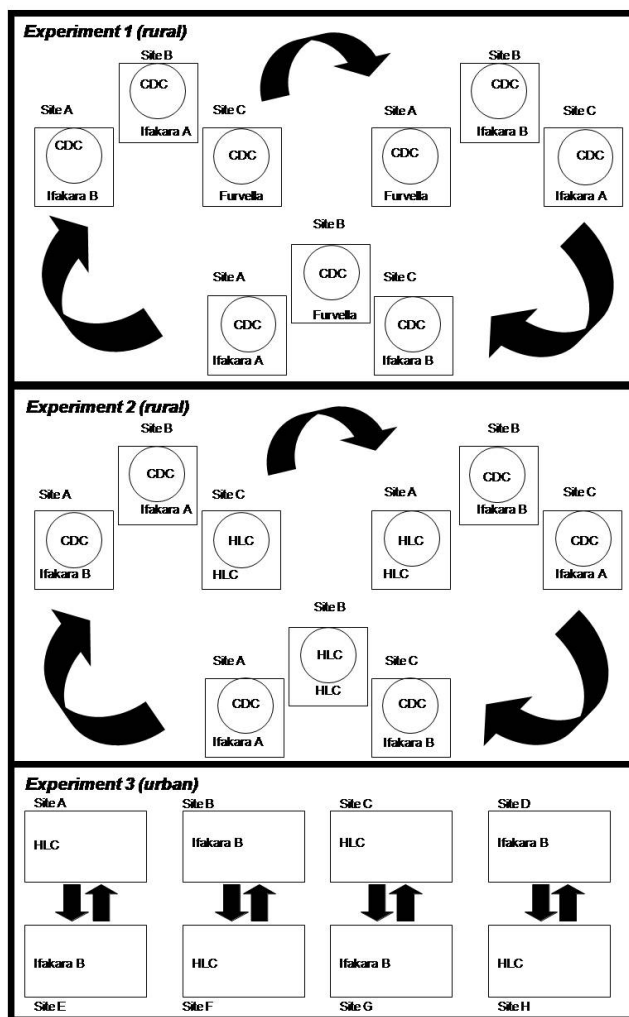 Experiment 1 (rural)
Site B
CDC
Ifakara A
Site A
CDC
Ifakara B
Site C
CDC
Furvella
Site B
CDC
Ifakara B
Site A
CDC
Furvella
Site C
CDC
Ifakara A
Site B
CDC
Furvella
Site A
CDC
Ifakara A
Site C
CDC
Ifakara B
Experiment 2 (rural)
Site B
CDC
Ifakara A
Site A
CDC
Ifakara B
Site C
HLC
HLC
Site B
CDC
Ifakara B
Site A
HLC
HLC
Site C
CDC
Ifakara A
Site B
HLC
HLC
Site A
CDC
Ifakara A
Site C
CDC
Ifakara B
Experiment 3 (urban)
Site A
HLC
Site B
Ifakara B
Site C
HLC
Site D
Ifakara B
Ifakara B
Site E
HLC
Site F
Ifakara B
Site G
HLC
Site H